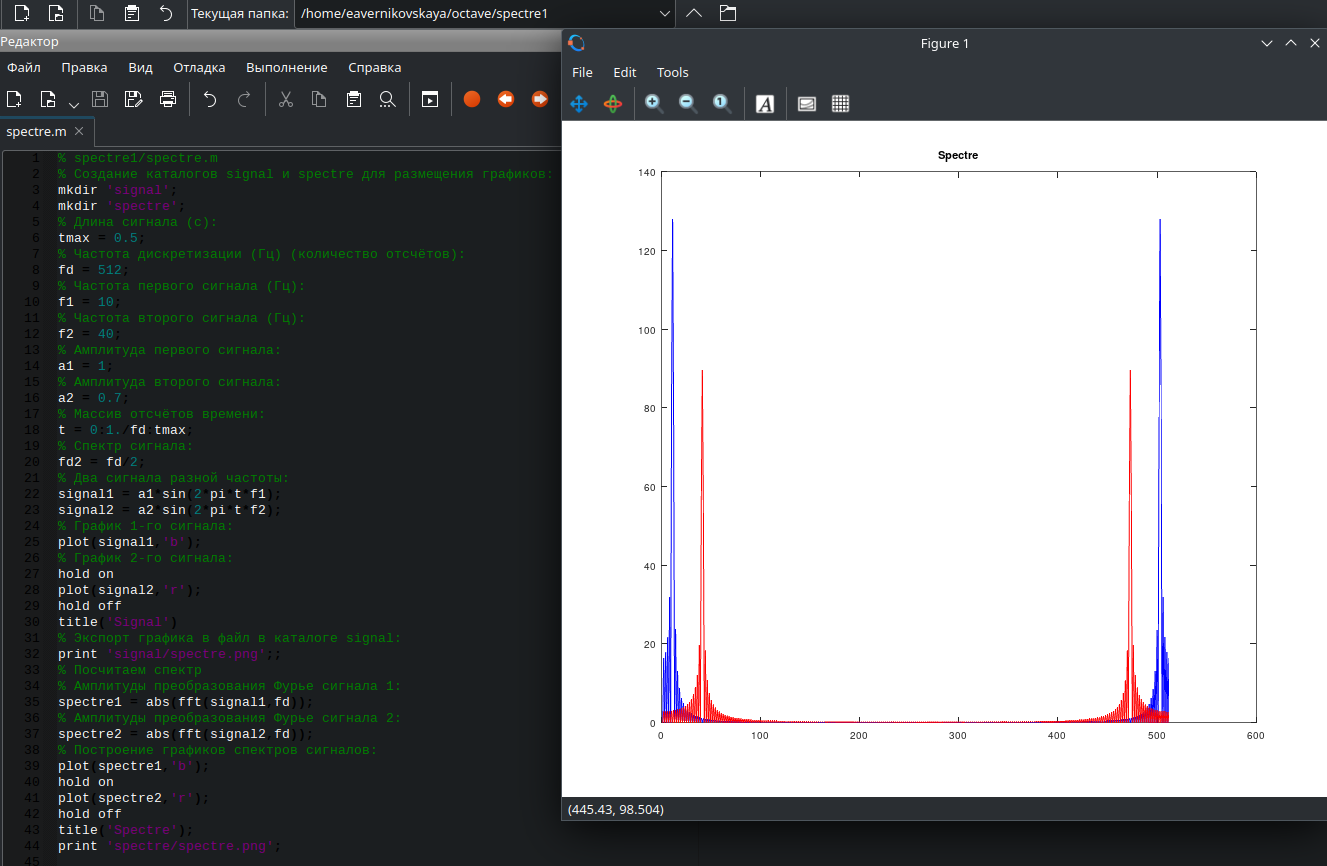 Текущая папка: /home/eavernikovskaya/octave/spectre1
Редактор
Файл Правка Вид Отладка Выполнение Справка
spectre.m
1 % spectre1/spectre.m
2 % Создание каталогов signal и spectre для размещения графиков:
3 mkdir 'signal';
4 mkdir 'spectre';
5 % Длина сигнала (с):
6 tmax = 0.5;
7 % Частота дискретизации (Гц) (количество отсчётов):
8 fd = 512;
9 % Частота первого сигнала (Гц):
10 f1 = 10;
11 % Частота второго сигнала (Гц):
12 f2 = 40;
13 % Амплитуда первого сигнала:
14 a1 = 1;
15 % Амплитуда второго сигнала:
16 a2 = 0.7;
17 % Массив отсчётов времени:
18 t = 0:1./fd:tmax;
19 % Спектр сигнала:
20 fd2 = fd/2;
21 % Два сигнала разной частоты:
22 signal1 = a1*sin(2*pi*t*f1);
23 signal2 = a2*sin(2*pi*t*f2);
24 % График 1-го сигнала:
25 plot(signal1,'b');
26 % График 2-го сигнала:
27 hold on
28 plot(signal2,'r');
29 hold off
30 title('Signal')
31 % Экспорт графика в файл в каталоге signal:
32 print 'signal/spectre.png';;
33 % Посчитаем спектр
34 % Амплитуды преобразования Фурье сигнала 1:
35 spectre1 = abs(fft(signal1,fd));
36 % Амплитуды преобразования Фурье сигнала 2:
37 spectre2 = abs(fft(signal2,fd));
38 % Построение графиков спектров сигналов:
39 plot(spectre1,'b');
40 hold on
41 plot(spectre2,'r');
42 hold off
43 title('Spectre');
44 print 'spectre/spectre.png';
45
Figure 1
File Edit Tools
1
A
Spectre
140
120
100
80
60
40
20
0
0 100 200 300 400 500 600
(445.43, 98.504)